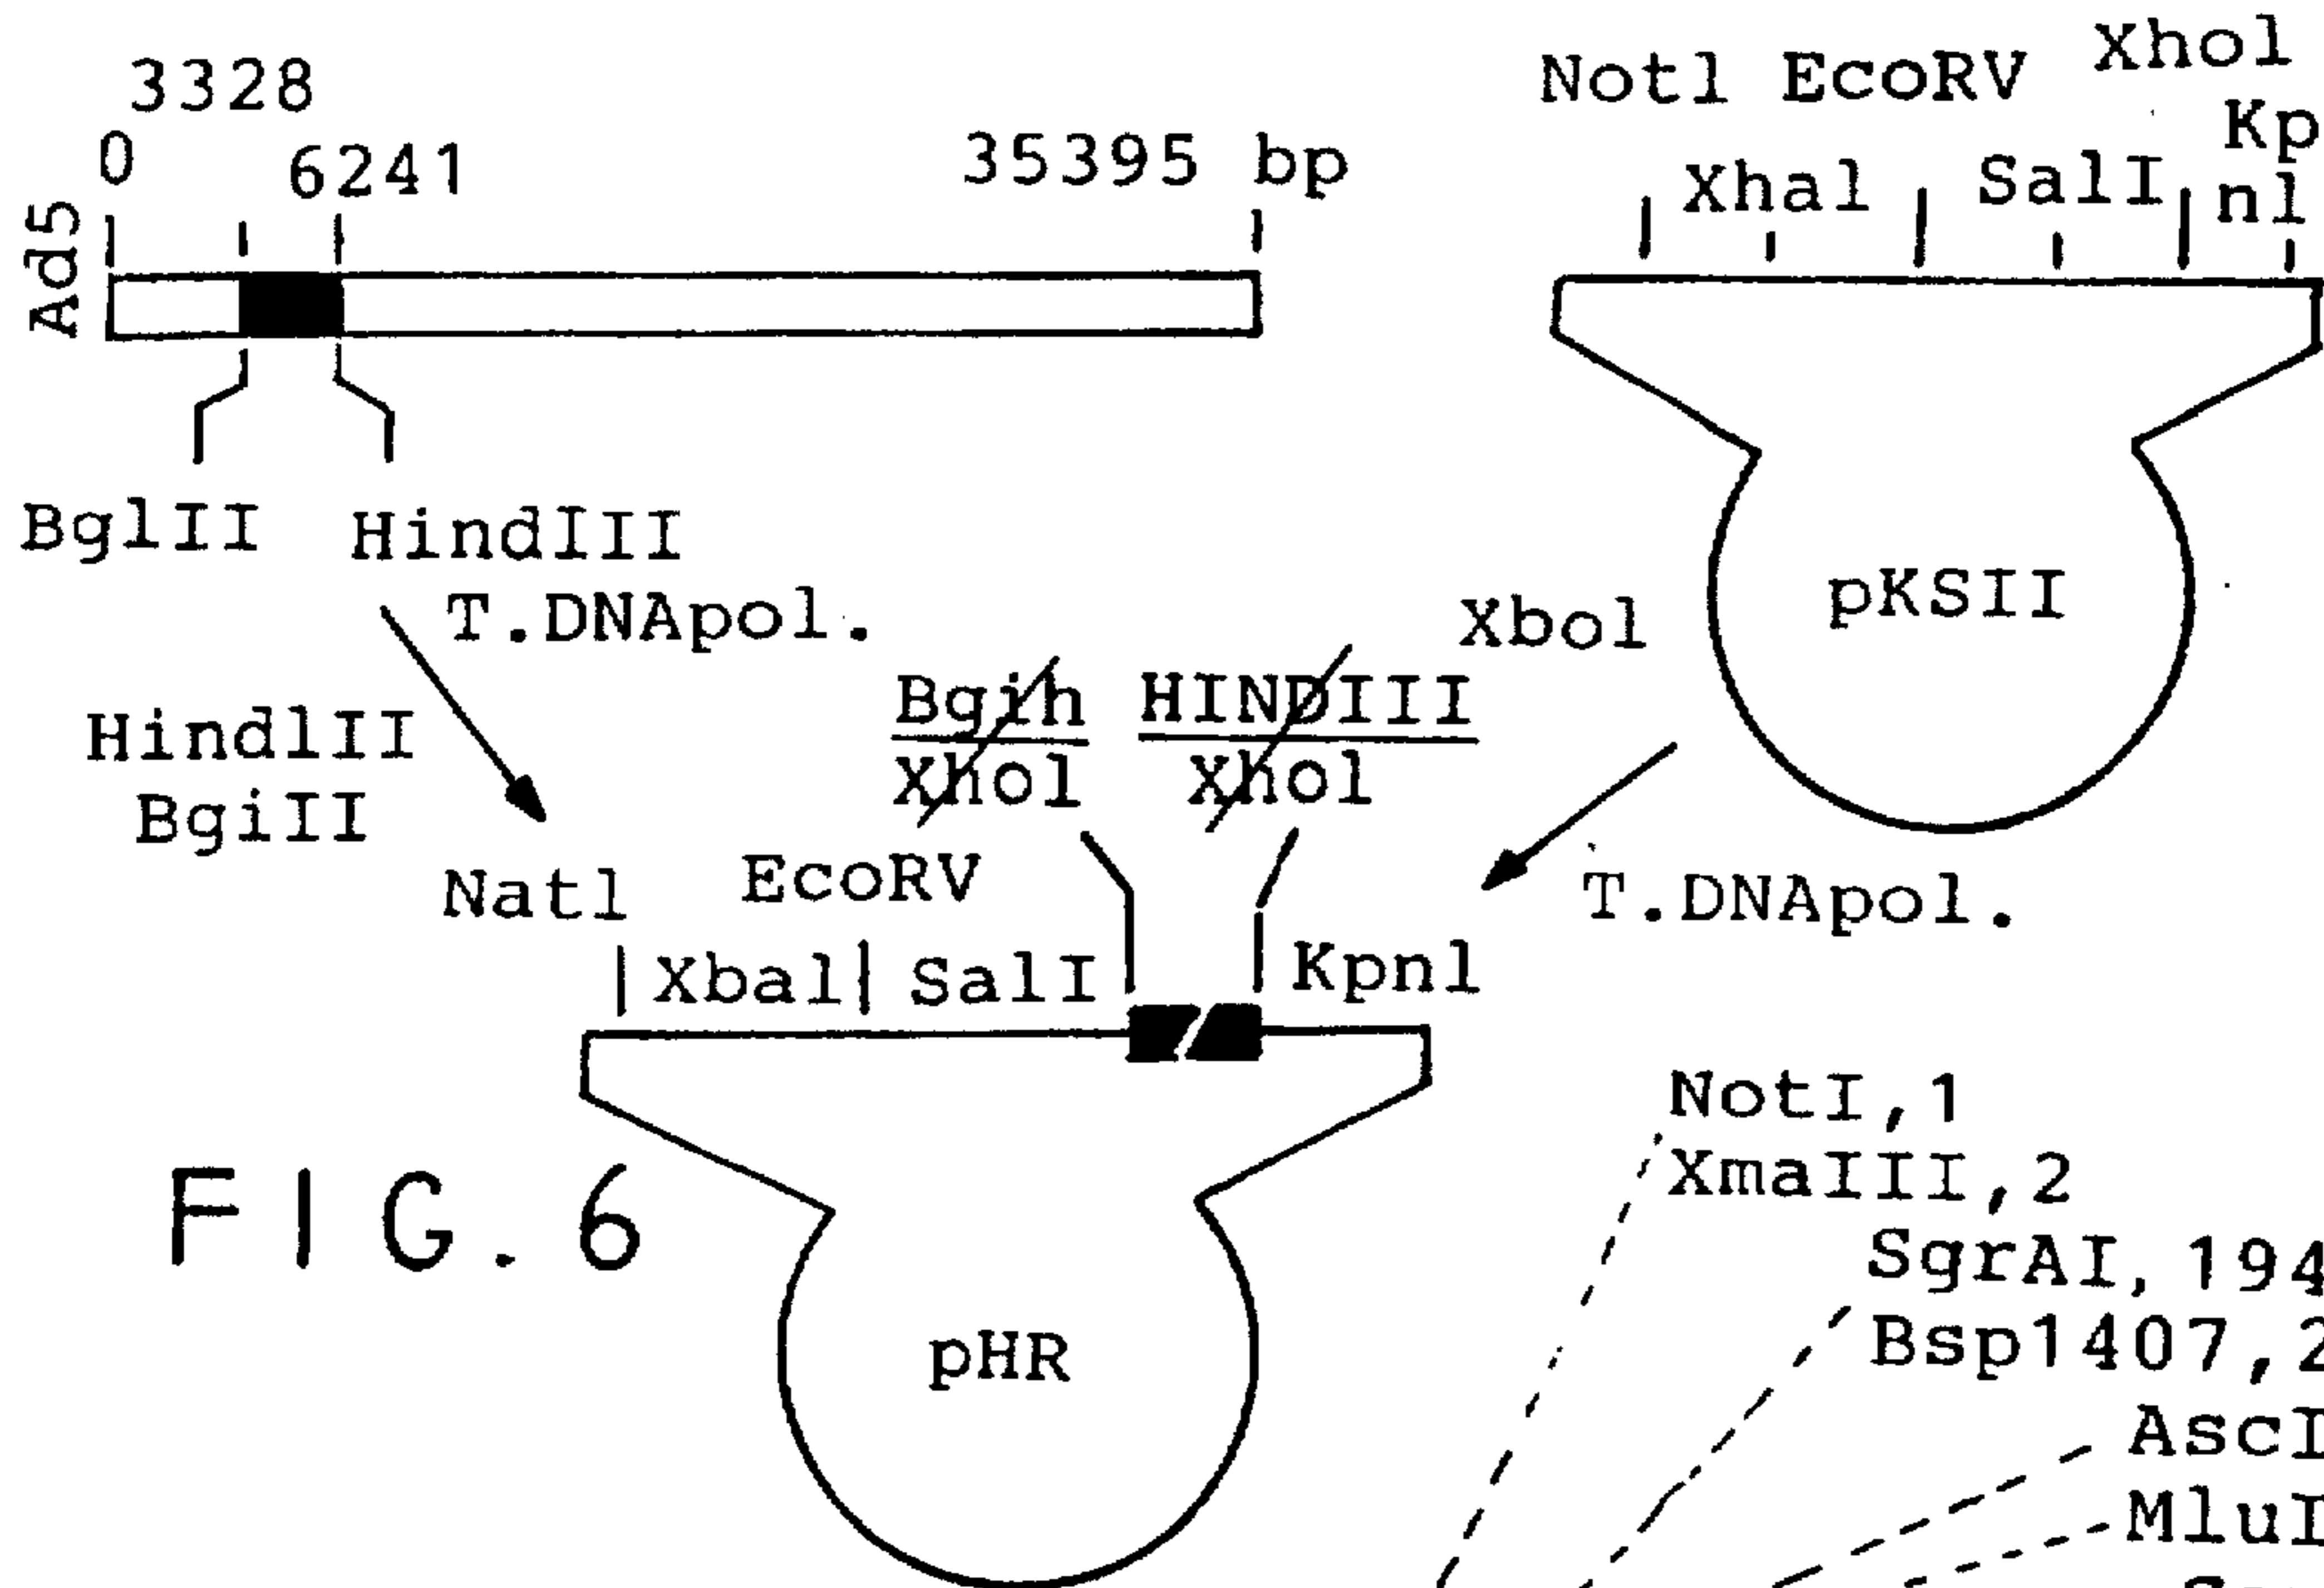 3328
0
6241
35395 bp
Ad5
Notl EcoRV
Xhol
Kp
Xhal
SalI
nl
BglII
HindIII
T.DNApol.
pKSII
Xbol
HindlII
BgiII
Bgih
Xhol
HINDIII
Xhol
T.DNApol.
Natl
EcoRV
Xbal
SalI
Kpnl
FIG.6
pHR
NotI,1
XmaIII,2
SgrAI,194
Bsp1407,2
AscI
MluI